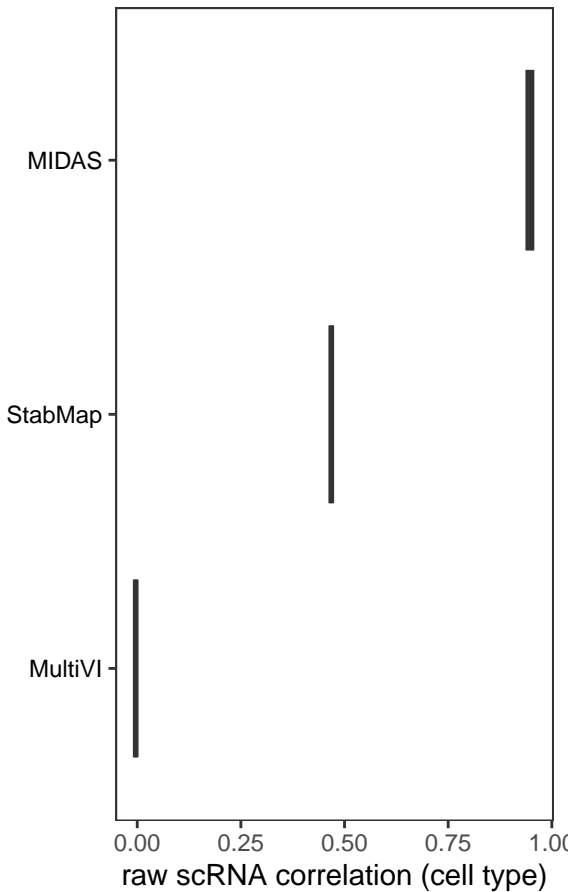 MIDAS
StabMap
MultiVI
0.00 0.25 0.50 0.75 1.00
raw scRNA correlation (cell type)